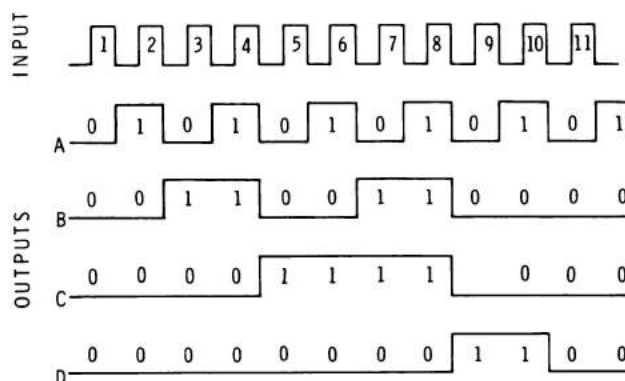 INPUT
1 2 3 4 5 6 7 8 9 10 11
A 0 1 0 1 0 1 0 1 0 1 0 1
OUTPUTS
B 0 0 1 1 0 0 1 1 0 0 0 0
C 0 0 0 0 1 1 1 1 0 0 0
D 0 0 0 0 0 0 0 0 1 1 0 0